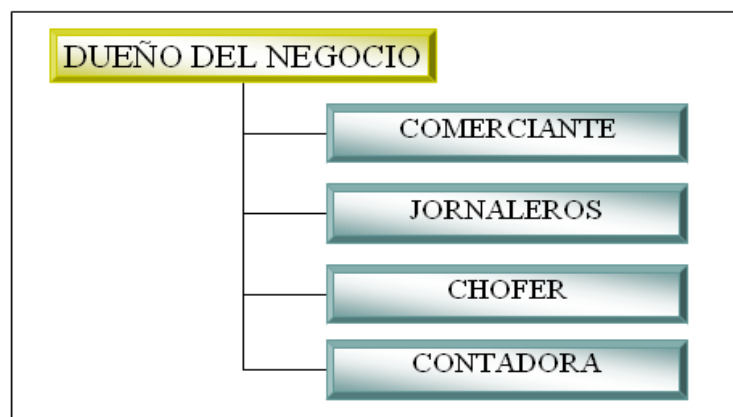 DUEÑO DEL NEGOCIO
COMERCIANTE
JORNALEROS
CHOFER
CONTADORA